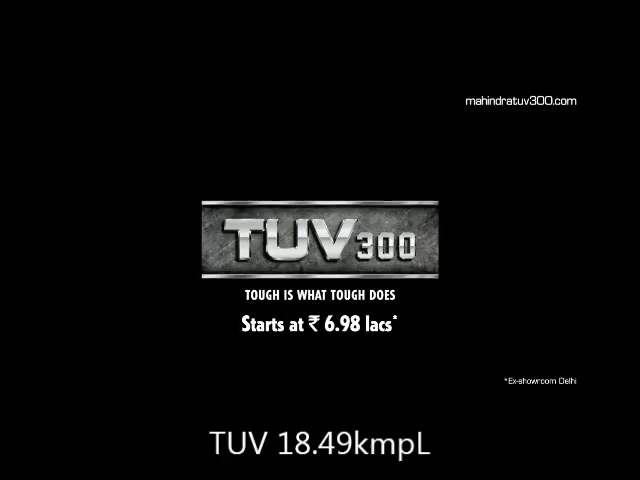 mahindratuv300.com
TUV300
TOUGH IS WHAT TOUGH DOES
Starts at ₹ 6.98 lacs*
*Ex-showroom Delhi
TUV 18.49kmpL